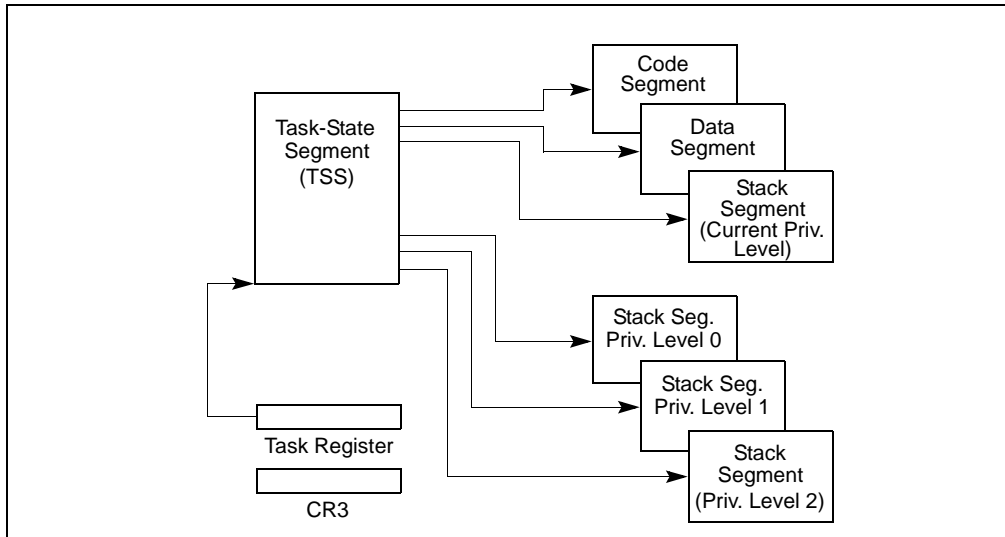 Code
Segment
Task-State
Segment
(TSS)
Data
Segment
Stack
Segment
(Current Priv.
Level)
Stack Seg.
Priv. Level 0
Stack Seg.
Priv. Level 1
Task Register
Stack
Segment
(Priv. Level 2)
CR3